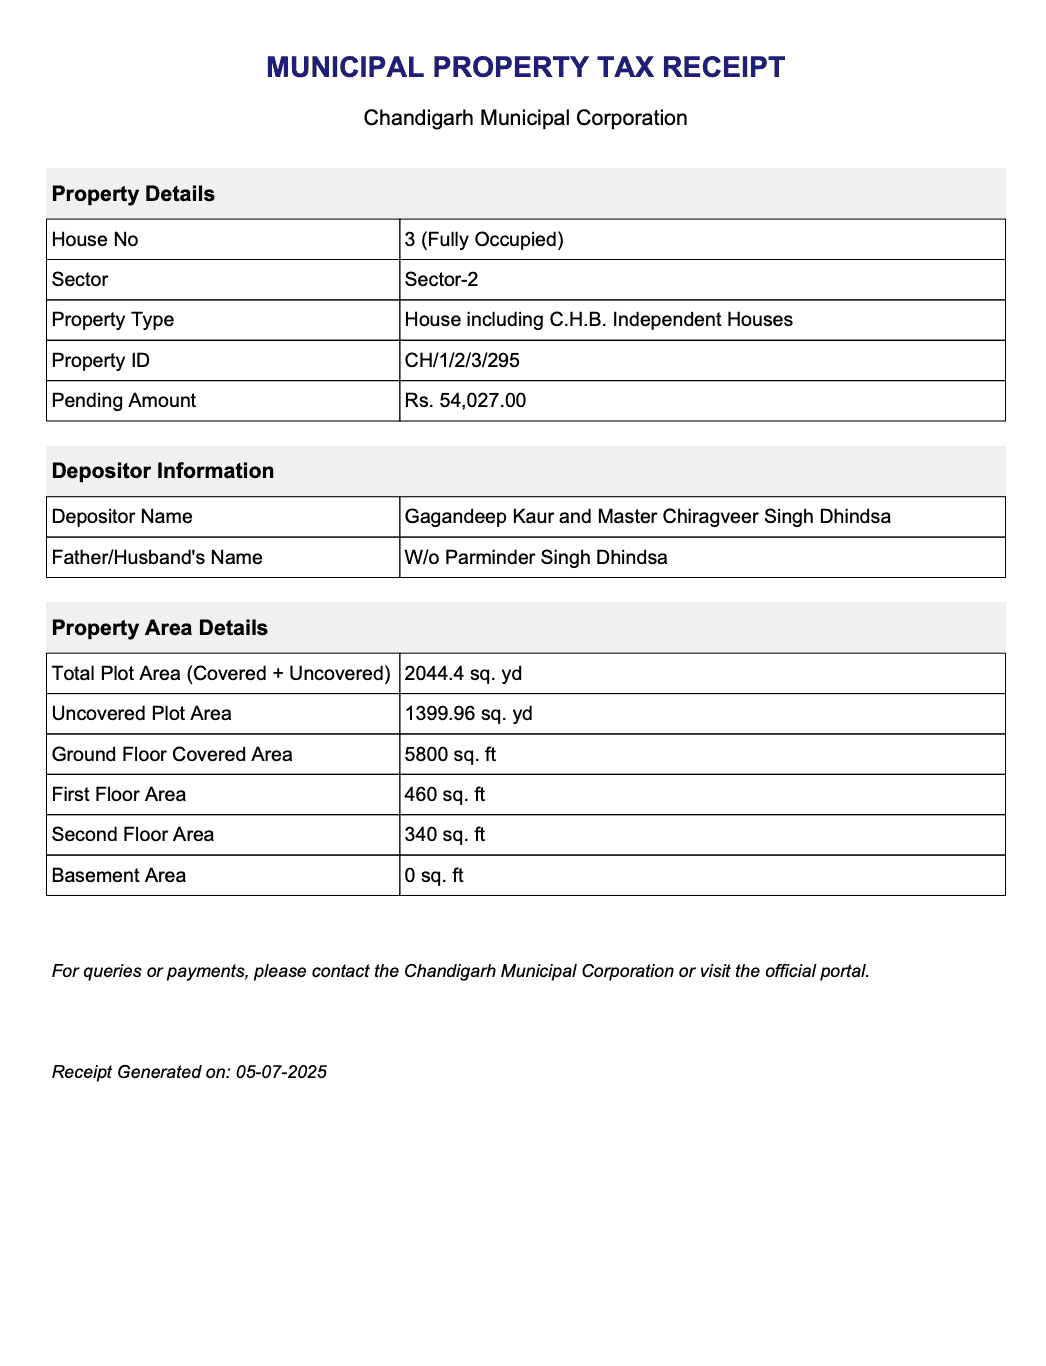 MUNICIPAL PROPERTY TAX RECEIPT
Chandigarh Municipal Corporation
Property Details
House No 3 (Fully Occupied)
Sector Sector-2
Property Type House including C.H.B. Independent Houses
Property ID CH/1/2/3/295
Pending Amount Rs. 54,027.00
Depositor Information
Depositor Name Gagandeep Kaur and Master Chiragveer Singh Dhindsa
Father/Husband's Name W/o Parminder Singh Dhindsa
Property Area Details
Total Plot Area (Covered + Uncovered) 2044.4 sq. yd
Uncovered Plot Area 1399.96 sq. yd
Ground Floor Covered Area 5800 sq. ft
First Floor Area 460 sq. ft
Second Floor Area 340 sq. ft
Basement Area 0 sq. ft
For queries or payments, please contact the Chandigarh Municipal Corporation or visit the official portal.
Receipt Generated on: 05-07-2025